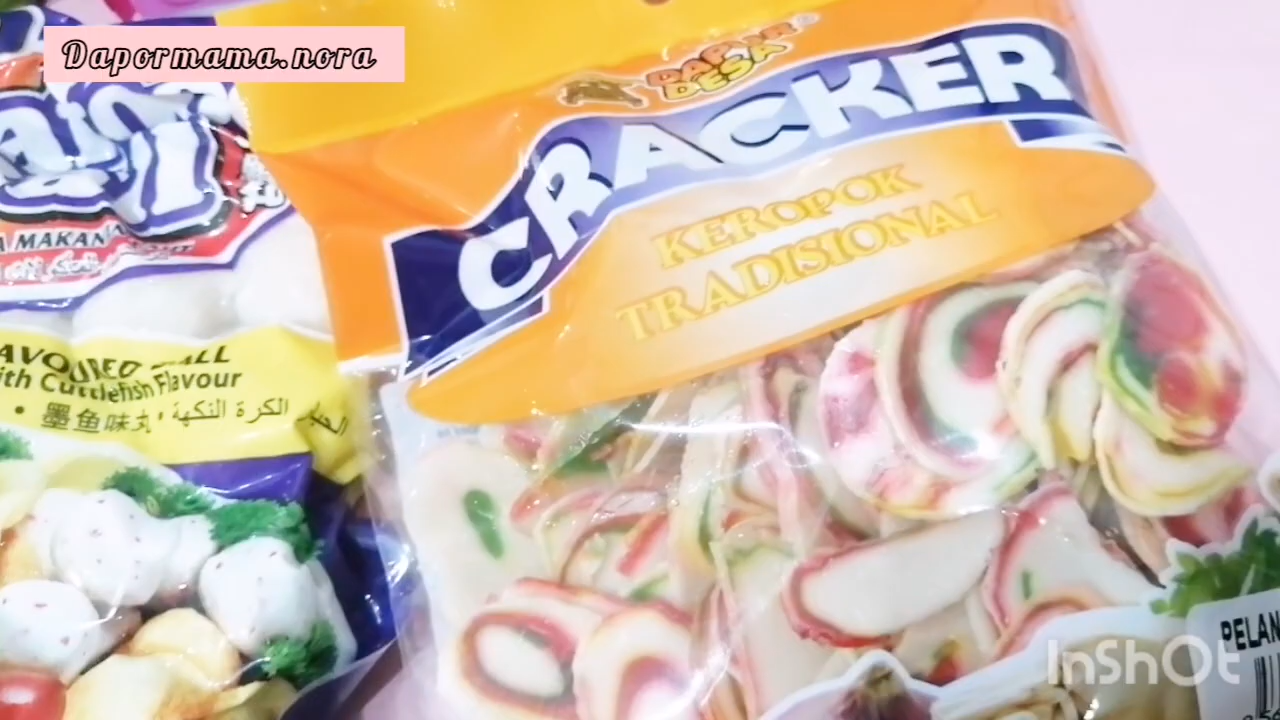 Dapormama.nora
DAPUR
DESA
CRACKER
KEROPOK
TRADISIONAL
MAKANA
AVOURED BALL
ith Cuttlefish Flavour
• 墨鱼味丸 • الكرة النكهة
PELAN
InShOt